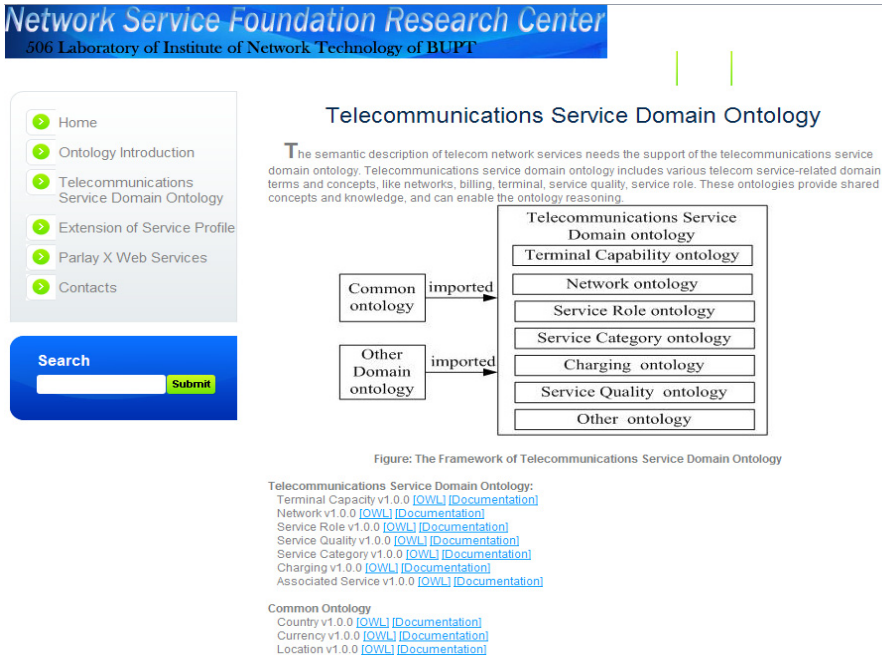 Network Service Foundation Research Center
506 Laboratory of Institute of Network Technology of BUPT
Home
Ontology Introduction
Telecommunications
Service Domain Ontology
Extension of Service Profile
Parlay X Web Services
Contacts
Search
Submit
Telecommunications Service Domain Ontology
The semantic description of telecom network services needs the support of the telecommunications service
domain ontology. Telecommunications service domain ontology includes various telecom service-related domain
terms and concepts, like networks, billing, terminal, service quality, service role. These ontologies provide shared
concepts and knowledge, and can enable the ontology reasoning.
Common
ontology
imported
Other
Domain
ontology
imported
Telecommunications Service
Domain ontology
Terminal Capability ontology
Network ontology
Service Role ontology
Service Category ontology
Charging ontology
Service Quality ontology
Other ontology
Figure: The Framework of Telecommunications Service Domain Ontology
Telecommunications Service Domain Ontology:
Terminal Capacity v1.0.0 [OWL] [Documentation]
Network v1.0.0 [OWL] [Documentation]
Service Role v1.0.0 [OWL] [Documentation]
Service Quality v1.0.0 [OWL] [Documentation]
Service Category v1.0.0 [OWL] [Documentation]
Charging v1.0.0 [OWL] [Documentation]
Associated Service v1.0.0 [OWL] [Documentation]
Common Ontology
Country v1.0.0 [OWL] [Documentation]
Currency v1.0.0 [OWL] [Documentation]
Location v1.0.0 [OWL] [Documentation]